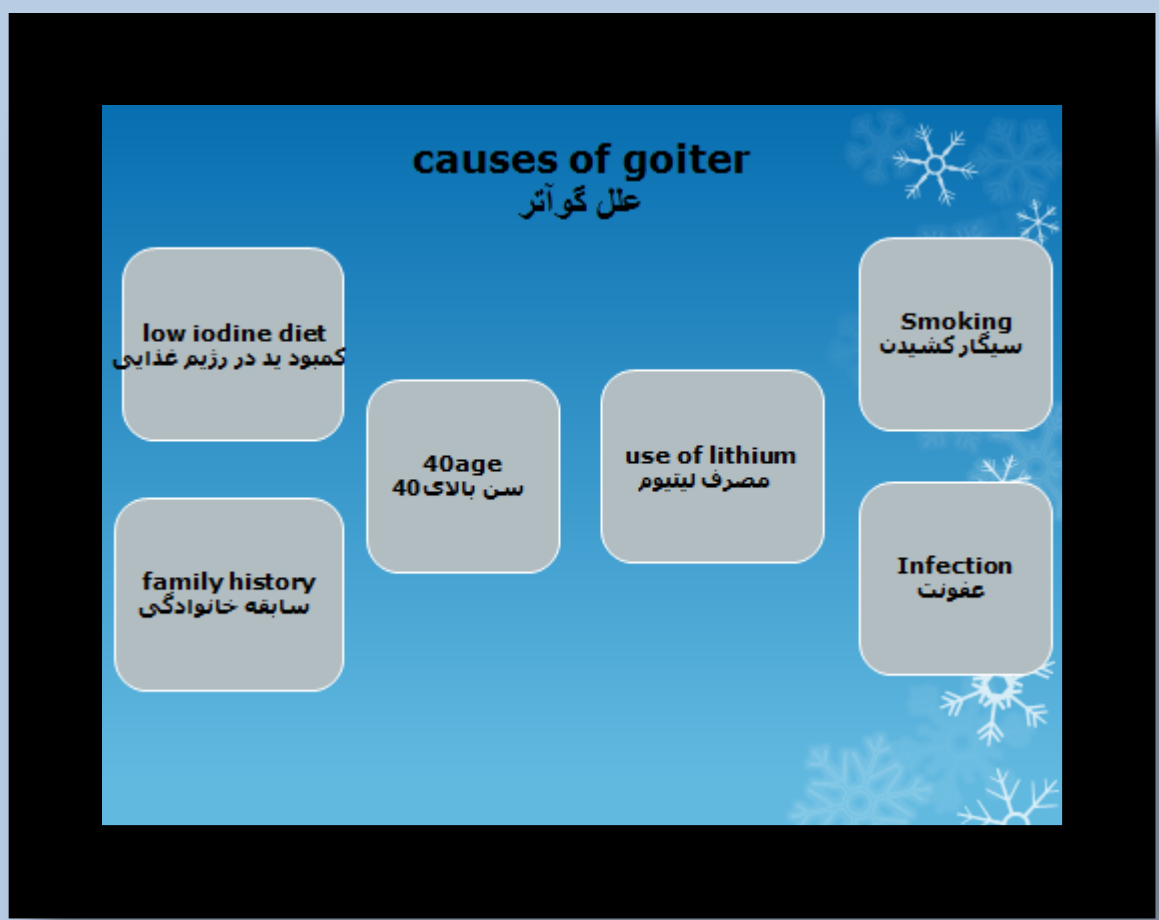 causes of goiter
علل گوآتر
low iodine diet
کمبود ید در رژیم غذایی
family history
سابقه خانوادگی
40age
سن بالای40
use of lithium
مصرف لیتیوم
Smoking
سیگار کشیدن
Infection
عفونت